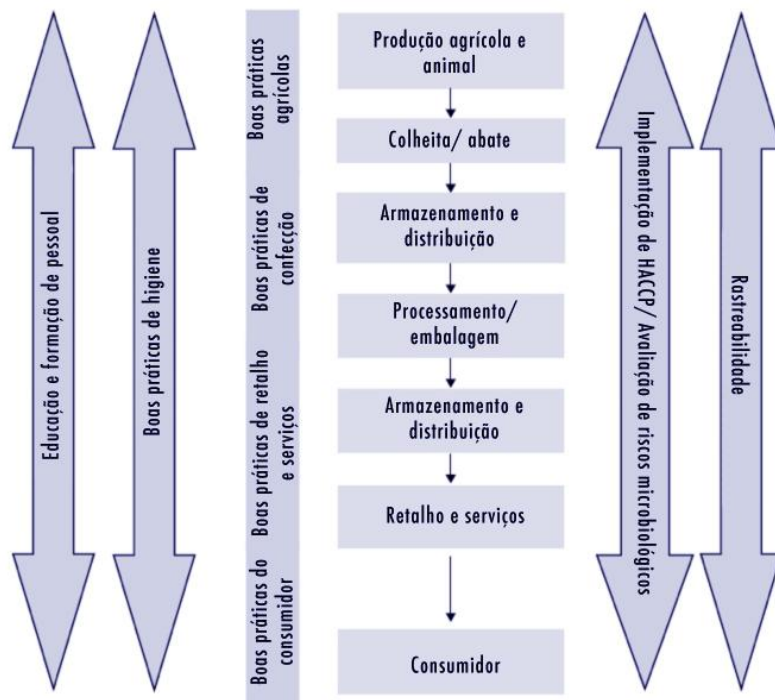 Educação e formação de pessoal
Boas práticas de higiene
Boas práticas
agrícolas
Boas práticas de
confecção
Boas práticas de retalho
e serviços
Boas práticas do
consumidor
Produção agrícola e
animal
Colheita/ abate
Armazenamento e
distribuição
Processamento/
embalagem
Armazenamento e
distribuição
Retalho e serviços
Consumidor
Implementação de HACCP/ Avaliação de riscos microbiológicos
Rastreabilidade